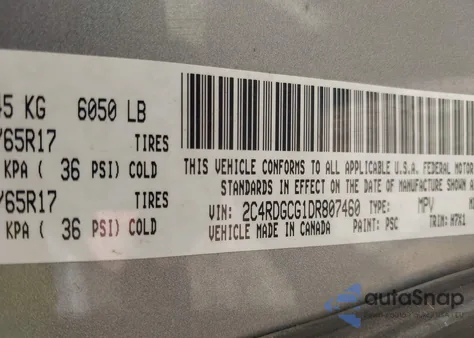 45 KG 6050 LB
/65R17 TIRES
KPA ( 36 PSI) COLD
/65R17 TIRES
KPA ( 36 PSI) COLD
THIS VEHICLE CONFORMS TO ALL APPLICABLE U.S.A. FEDERAL MOTOR
STANDARDS IN EFFECT ON THE DATE OF MANUFACTURE SHOWN
VIN: 2C4RDGCG1DR807460 TYPE: MPV
VEHICLE MADE IN CANADA PAINT: PSC TRIM: H7X1
autoSnap